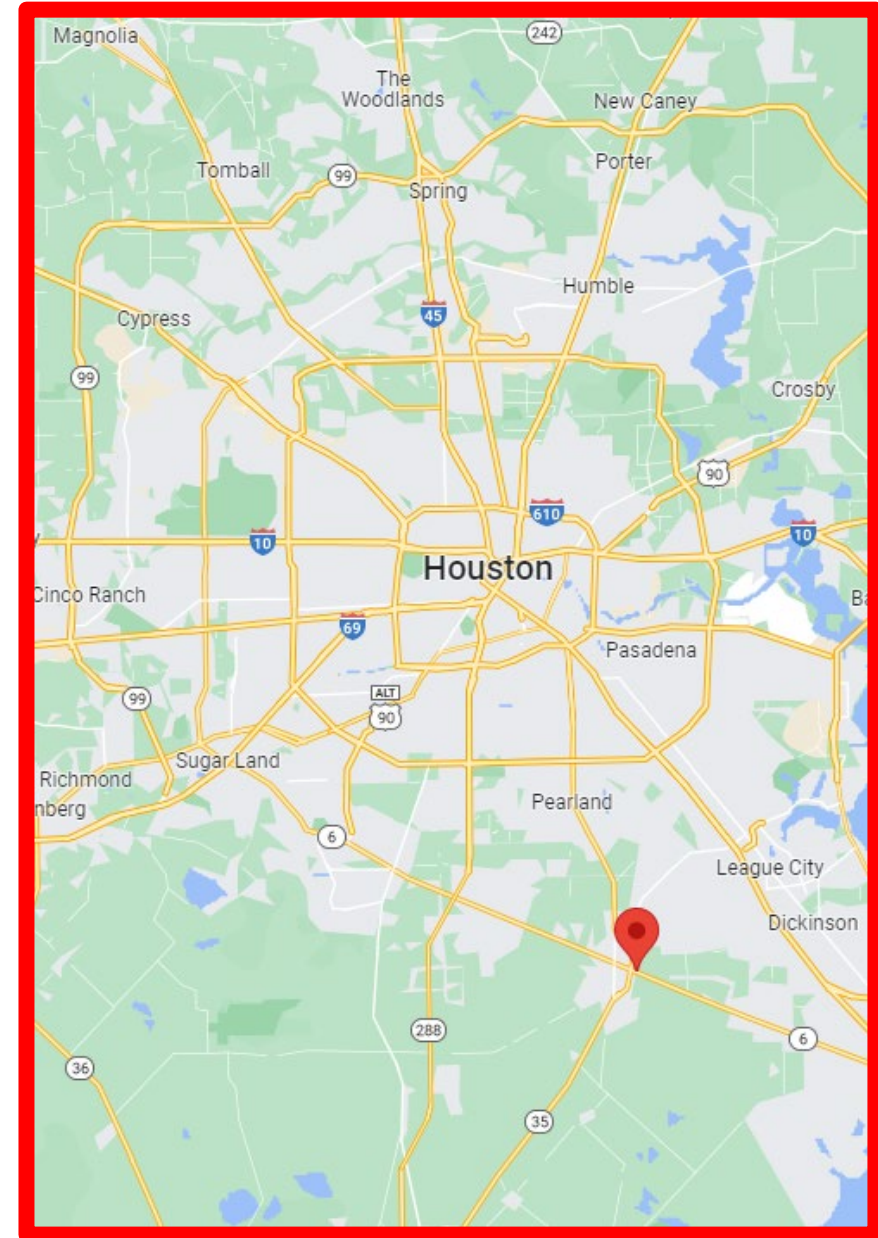 Magnolia
242
The
Woodlands
New Caney
Tomball
99
Porter
Spring
Humble
45
Cypress
99
Crosby
90
610
10
10
Houston
Cinco Ranch
Ba
69
Pasadena
99
ALT
90
Sugar Land
Richmond
nberg
Pearland
6
League City
Dickinson
288
6
36
35